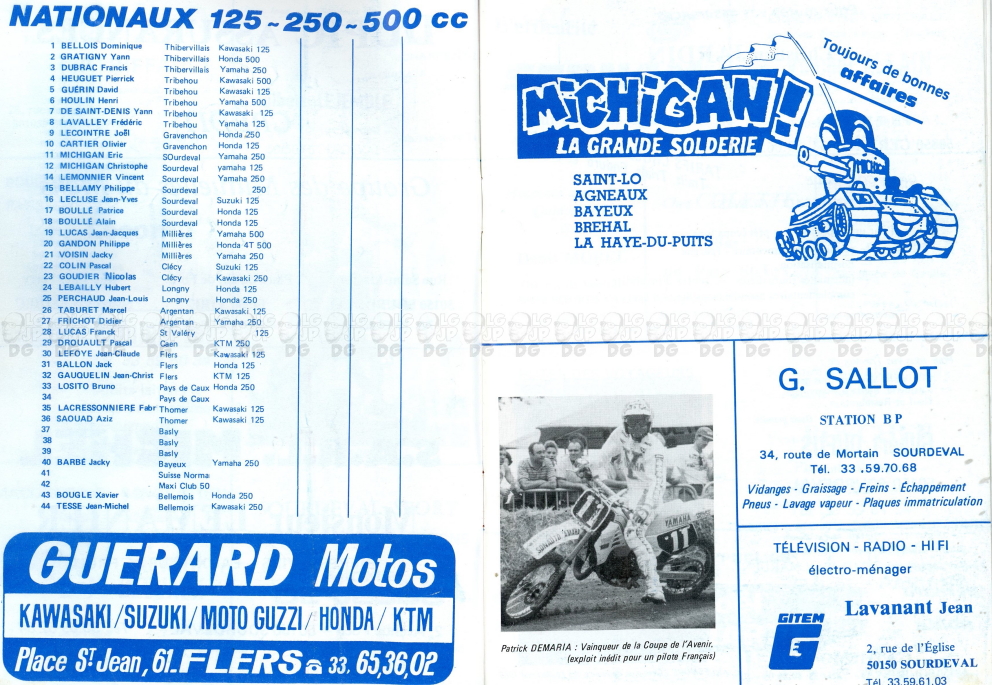 NATIONAUX 125 ~ 250 ~ 500 cc
1 BELLOIS Dominique Thibervillais Kawasaki 125
2 GRATIGNY Yann Thibervillais Honda 500
3 DUBRAC Francis Thibervillais Yamaha 250
4 HEUGUET Pierrick Tribehou Kawasaki 500
5 GUÉRIN David Tribehou Kawasaki 125
6 HOULIN Henri Tribehou Yamaha 500
7 DE SAINT-DENIS Yann Tribehou Kawasaki 125
8 LAVALLEY Frédéric Tribehou Yamaha 125
9 LECOINTRE Joël Gravenchon Honda 250
10 CARTIER Olivier Gravenchon Honda 125
11 MICHIGAN Eric SOurdeval Yamaha 250
12 MICHIGAN Christophe Sourdeval yamaha 125
14 LEMONNIER Vincent Sourdeval Yamaha 250
15 BELLAMY Philippe Sourdeval 250
16 LECLUSE Jean-Yves Sourdeval Suzuki 125
17 BOULLÉ Patrice Sourdeval Honda 125
18 BOULLÉ Alain Sourdeval Honda 125
19 LUCAS Jean-Jacques Millières Yamaha 500
20 GANDON Philippe Millières Honda 4T 500
21 VOISIN Jacky Millières Yamaha 250
22 COLIN Pascal Clécy Suzuki 125
23 GOUDIER Nicolas Clécy Kawasaki 250
24 LEBAILLY Hubert Longny Honda 125
25 PERCHAUD Jean-Louis Longny Honda 250
26 TABURET Marcel Argentan Kawasaki 125
27 FRICHOT Didier Argentan Yamaha 250
28 LUCAS Franck St Valéry 125
29 DROUAULT Pascal Caen KTM 250
30 LEFOYE Jean-Claude Flers Kawasaki 125
31 BALLON Jack Flers Honda 125
32 GAUQUELIN Jean-Christ Flers KTM 125
33 LOSITO Bruno Pays de Caux Honda 250
34 Pays de Caux
35 LACRESSONNIERE Fabr Thomer Kawasaki 125
36 SAOUAD Aziz Thomer Kawasaki 125
37 Basly
38 Basly
39 Basly
40 BARBÉ Jacky Bayeux Yamaha 250
41 Suisse Norma
42 Maxi Club 50
43 BOUGLE Xavier Bellemois Honda 250
44 TESSE Jean-Michel Bellemois Kawasaki 250
GUERARD Motos
KAWASAKI/SUZUKI/MOTO GUZZI/HONDA/KTM
Place St Jean, 61. FLERS ☎ 33, 65,36,02
Toujours de bonnes
affaires
MiCHiGAN!
LA GRANDE SOLDERIE
SAINT-LO
AGNEAUX
BAYEUX
BREHAL
LA HAYE-DU-PUITS
YAMAHA
11
Patrick DEMARIA : Vainqueur de la Coupe de l'Avenir.
(exploit inédit pour un pilote Français)
G. SALLOT
STATION BP
34, route de Mortain SOURDEVAL
Tél. 33 .59.70.68
Vidanges - Graissage - Freins - Échappement
Pneus - Lavage vapeur - Plaques immatriculation
TÉLÉVISION - RADIO - HIFI
électro-ménager
GITEM
Lavanant Jean
2, rue de l'Église
50150 SOURDEVAL
Tél 33.59.61.03